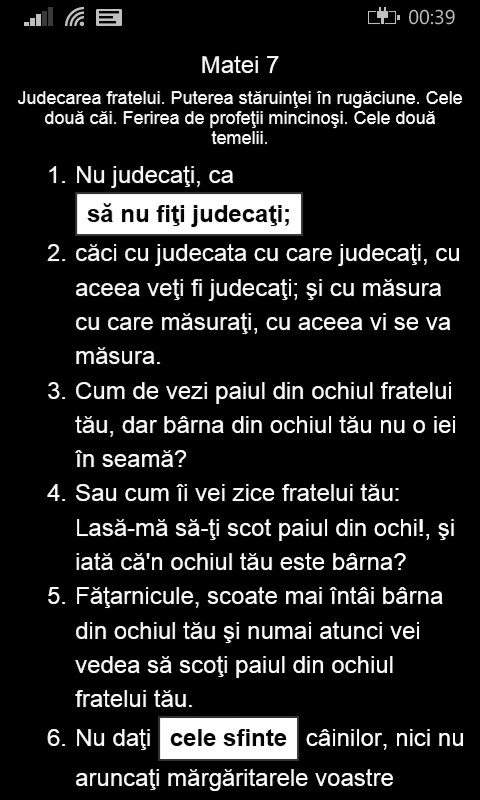 00:39
Matei 7
Judecarea fratelui. Puterea stăruinţei în rugăciune. Cele
două căi. Ferirea de profeţii mincinoşi. Cele două
temelii.
1. Nu judecaţi, ca
să nu fiţi judecaţi;
2. căci cu judecata cu care judecaţi, cu
aceea veţi fi judecaţi; şi cu măsura
cu care măsuraţi, cu aceea vi se va
măsura.
3. Cum de vezi paiul din ochiul fratelui
tău, dar bârna din ochiul tău nu o iei
în seamă?
4. Sau cum îi vei zice fratelui tău:
Lasă-mă să-ţi scot paiul din ochi!, şi
iată că'n ochiul tău este bârna?
5. Făţarnicule, scoate mai întâi bârna
din ochiul tău şi numai atunci vei
vedea să scoţi paiul din ochiul
fratelui tău.
6. Nu daţi cele sfinte câinilor, nici nu
aruncaţi mărgăritarele voastre